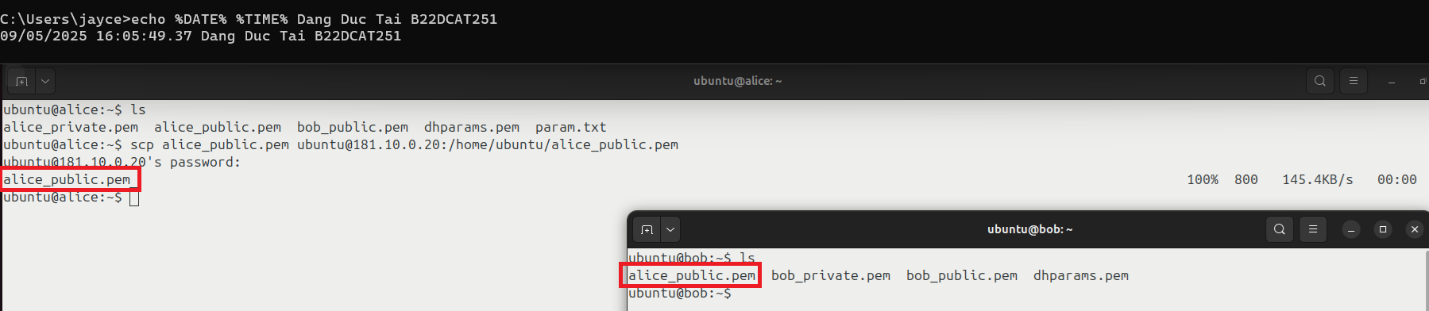 C:\Users\jayce>echo %DATE% %TIME% Dang Duc Tai B22DCAT251
09/05/2025 16:05:49.37 Dang Duc Tai B22DCAT251
ubuntu@alice: ~
ubuntu@alice:~$ ls
alice_private.pem alice_public.pem bob_public.pem dhparams.pem param.txt
ubuntu@alice:~$ scp alice_public.pem ubuntu@181.10.0.20:/home/ubuntu/alice_public.pem
ubuntu@181.10.0.20's password:
alice_public.pem 100% 800 145.4KB/s 00:00
ubuntu@alice:~$
ubuntu@bob: ~
ubuntu@bob:~$ ls
alice_public.pem bob_private.pem bob_public.pem dhparams.pem
ubuntu@bob:~$